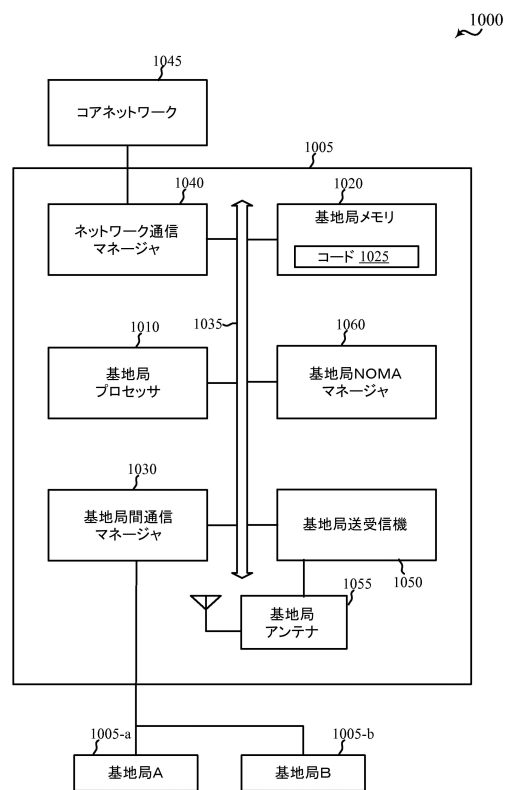 1000
1045
コアネットワーク
1005
1040
ネットワーク通信
マネージャ
1020
基地局メモリ
コード 1025
1035
1010
基地局
プロセッサ
1060
基地局NOMA
マネージャ
1030
基地局間通信
マネージャ
基地局送受信機
1050
1055
基地局
アンテナ
1005-a
基地局A
1005-b
基地局B